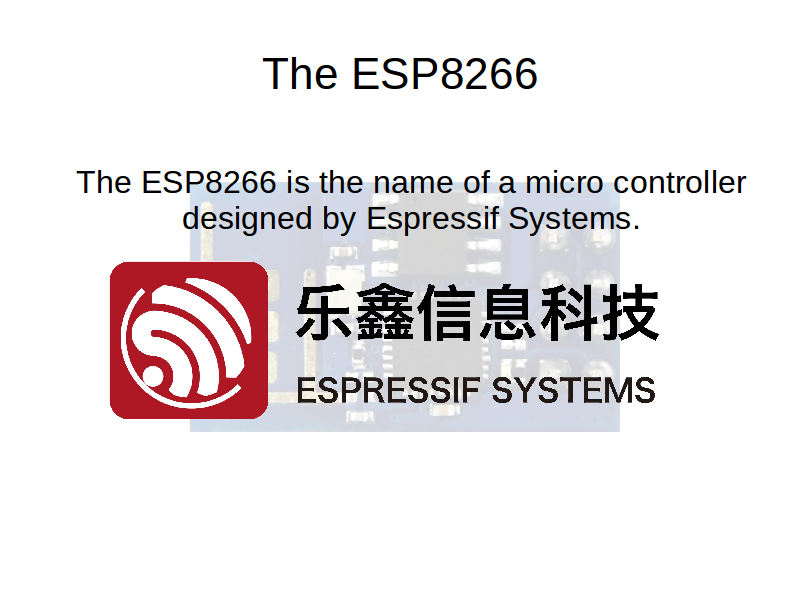 The ESP8266
The ESP8266 is the name of a micro controller
designed by Espressif Systems.
乐鑫信息科技
ESPRESSIF SYSTEMS